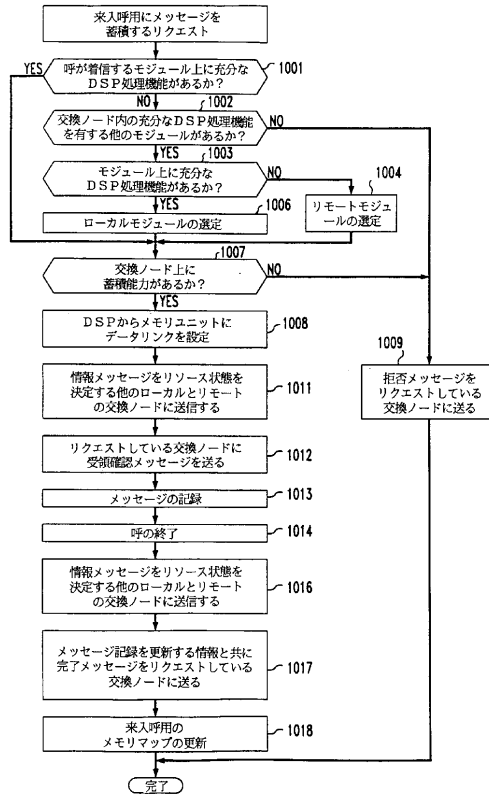 来入呼用にメッセージを
蓄積するリクエスト
YES
呼が着信するモジュール上に充分な
DSP処理機能があるか?
1001
NO
1002
交換ノード内の充分なDSP処理機能
を有する他のモジュールがあるか?
NO
YES
1003
モジュール上に充分な
DSP処理機能があるか?
NO
1004
リモートモジュ
ールの選定
YES
1006
ローカルモジュールの選定
1007
交換ノード上に
蓄積能力があるか?
NO
YES
DSPからメモリユニットに
データリンクを設定
1008
1009
拒否メッセージを
リクエストしている
交換ノードに送る
情報メッセージをリソース状態を
決定する他のローカルとリモート
の交換ノードに送信する
1011
リクエストしている交換ノードに
受領確認メッセージを送る
1012
メッセージの記録
1013
呼の終了
1014
情報メッセージをリソース状態を
決定する他のローカルとリモート
の交換ノードに送信する
1016
メッセージ記録を更新する情報と共に
完了メッセージをリクエストしている
交換ノードに送る
1017
来入呼用の
メモリマップの更新
1018
完了